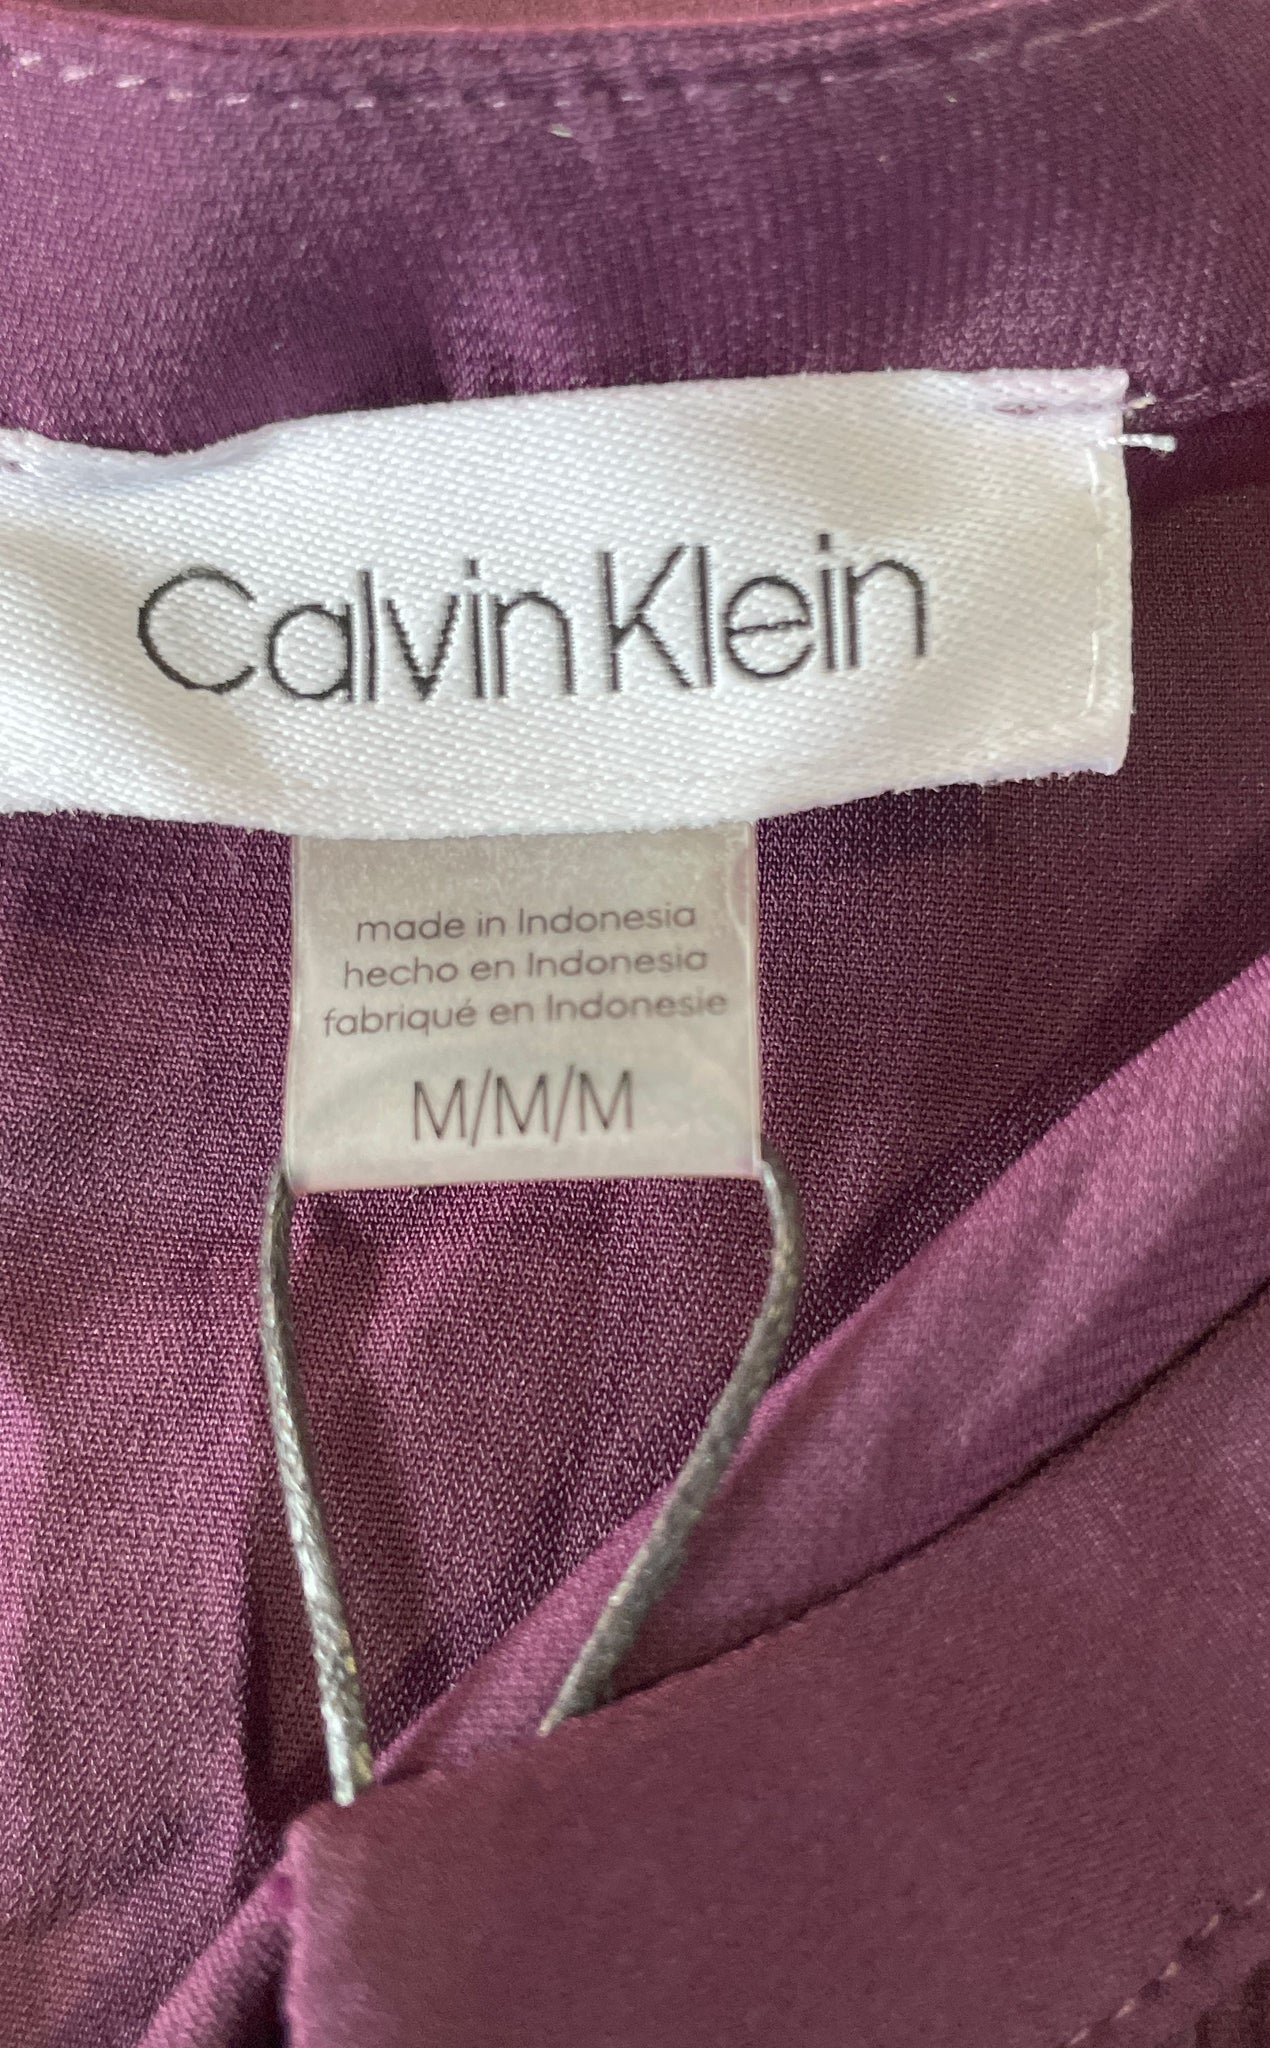 Calvin Klein
made in Indonesia
hecho en Indonesia
fabriqué en Indonesie
M/M/M